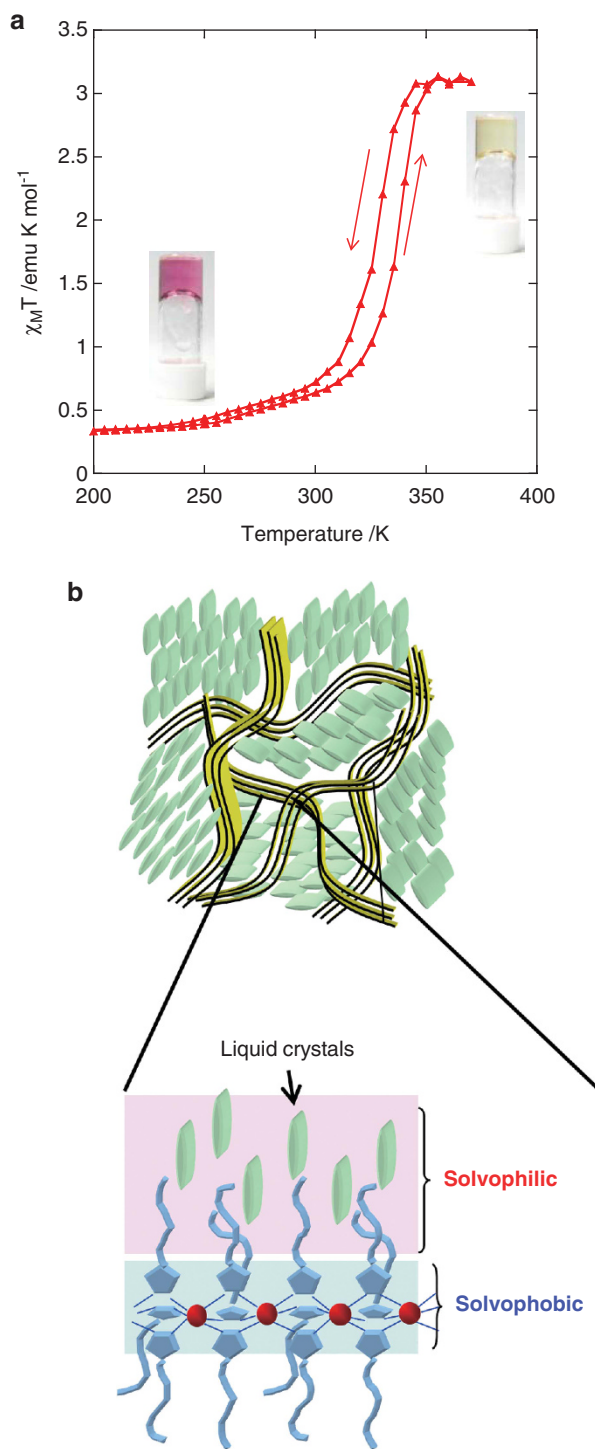 a
3.5
3
2.5
2
1.5
1
0.5
0
χMT /emu K mol-1
200
250
300
350
400
Temperature /K
b
Liquid crystals
Solvophilic
Solvophobic